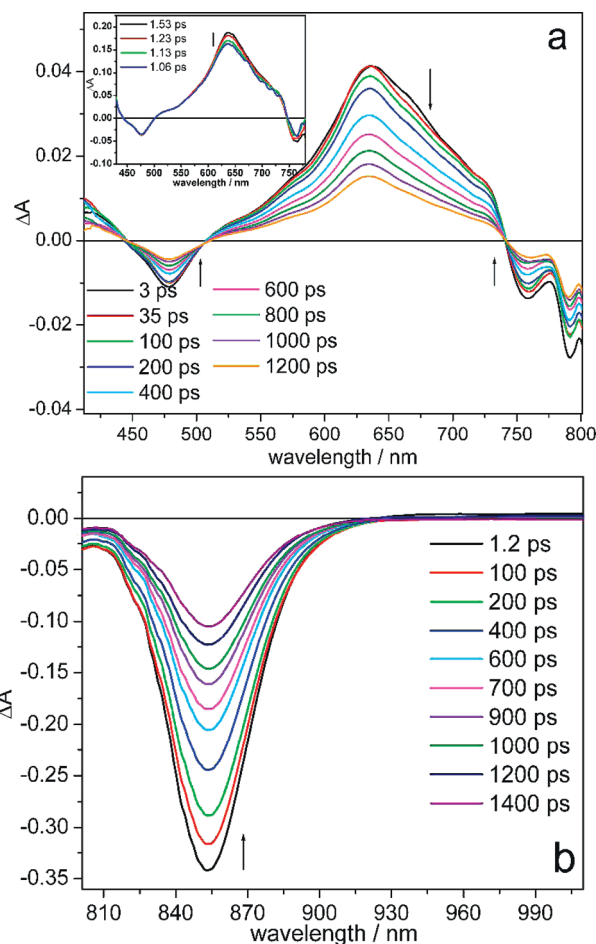 a
0.20
0.15
0.10
0.05
0.00
-0.05
-0.10
ΔA
1.53 ps
1.23 ps
1.13 ps
1.06 ps
450 500 550 600 650 700 750
wavelength / nm
0.04
0.02
0.00
-0.02
-0.04
ΔA
3 ps
35 ps
100 ps
200 ps
400 ps
600 ps
800 ps
1000 ps
1200 ps
450 500 550 600 650 700 750 800
wavelength / nm
0.00
-0.05
-0.10
-0.15
-0.20
-0.25
-0.30
-0.35
ΔA
1.2 ps
100 ps
200 ps
400 ps
600 ps
700 ps
900 ps
1000 ps
1200 ps
1400 ps
b
810 840 870 900 930 960 990
wavelength / nm